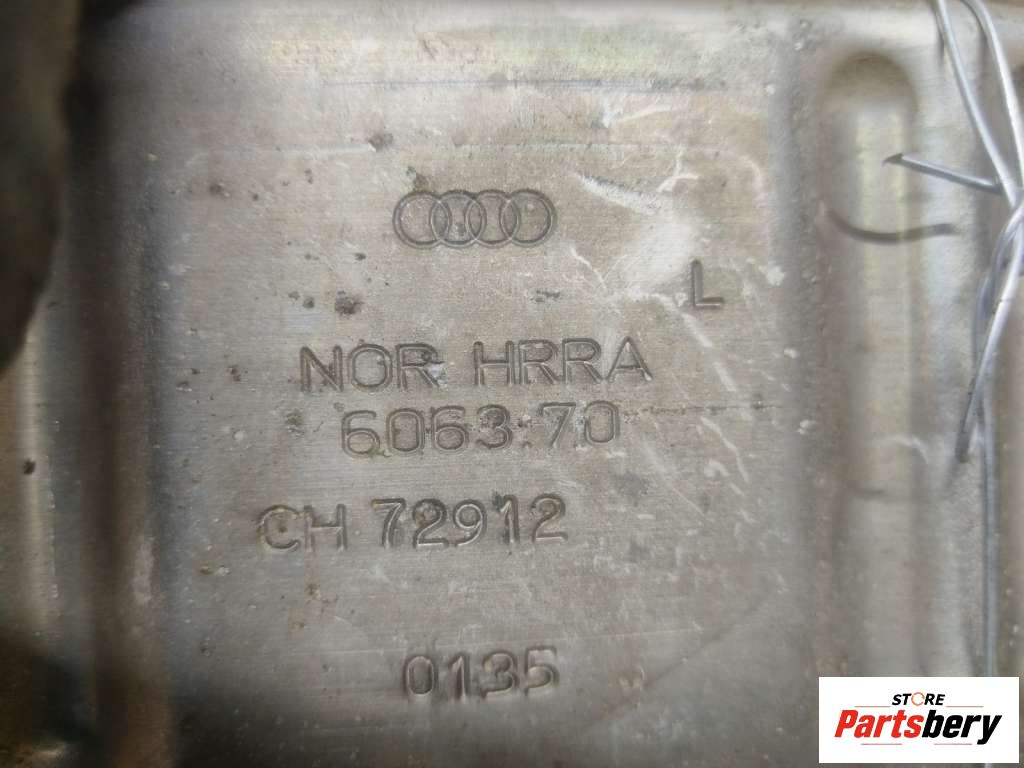 L
NOR HRRA
6063.70
CH 72912
0135
STORE
Partsbery